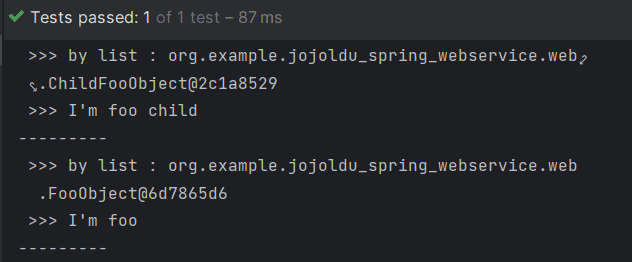 Tests passed: 1 of 1 test – 87 ms
>>> by list : org.example.jojoldu_spring_webservice.web
.ChildFooObject@2c1a8529
>>> I'm foo child
---------
>>> by list : org.example.jojoldu_spring_webservice.web
.FooObject@6d7865d6
>>> I'm foo
---------